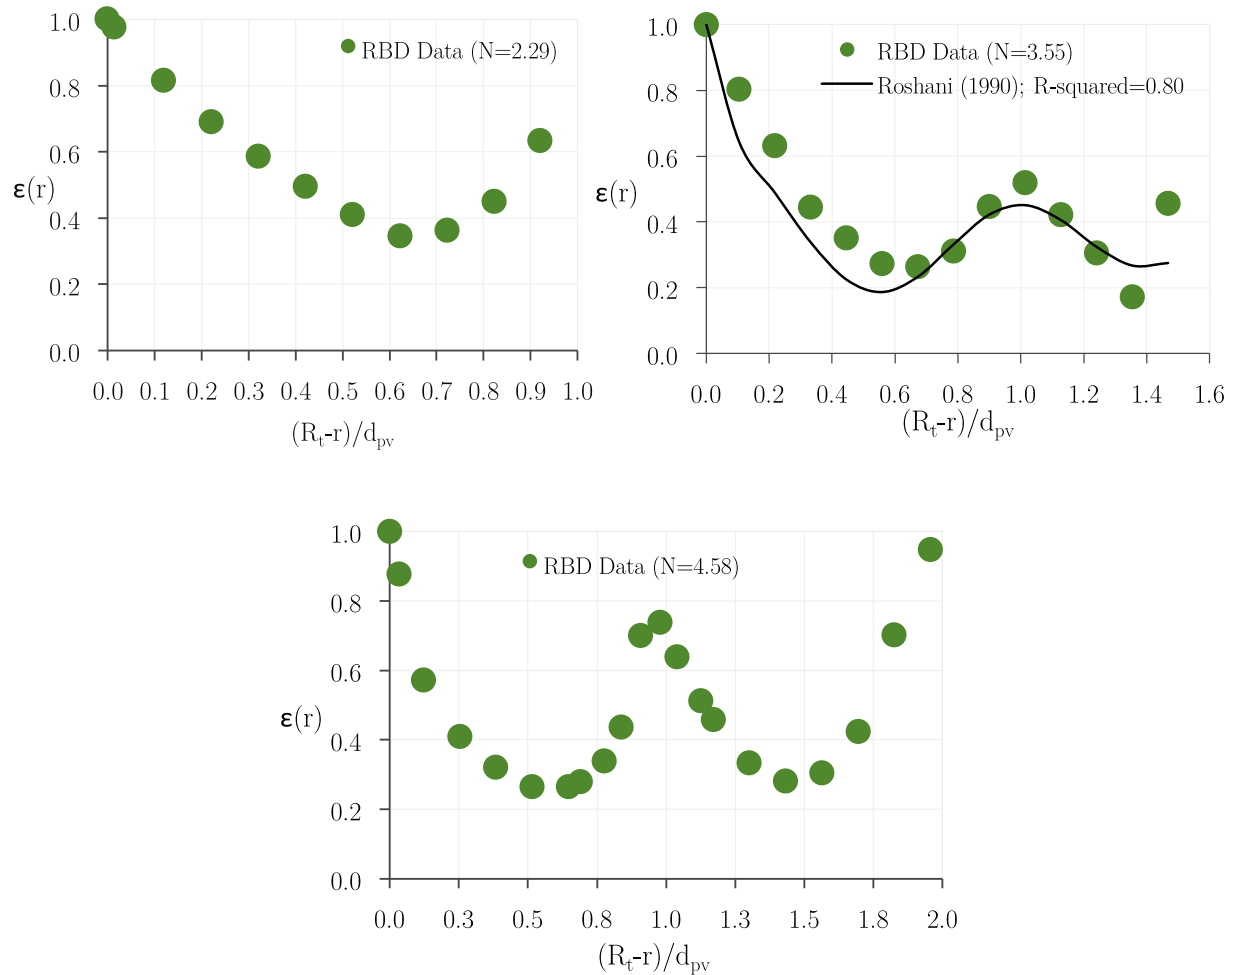 1.0
0.8
0.6
0.4
0.2
0.0
ε(r)
RBD Data (N=2.29)
0.0 0.1 0.2 0.3 0.4 0.5 0.6 0.7 0.8 0.9 1.0
(Rt-r)/dpv
1.0
0.8
0.6
0.4
0.2
0.0
ε(r)
RBD Data (N=3.55)
Roshani (1990); R-squared=0.80
0.0 0.2 0.4 0.6 0.8 1.0 1.2 1.4 1.6
(Rt-r)/dpv
1.0
0.8
0.6
0.4
0.2
0.0
ε(r)
RBD Data (N=4.58)
0.0 0.3 0.5 0.8 1.0 1.3 1.5 1.8 2.0
(Rt-r)/dpv